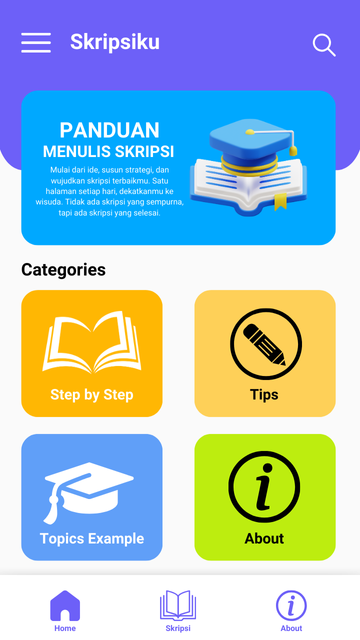 Skripsiku
PANDUAN
MENULIS SKRIPSI
Mulai dari ide, susun strategi, dan
wujudkan skripsi terbaikmu. Satu
halaman setiap hari, dekatkanmu ke
wisuda. Tidak ada skripsi yang sempurna,
tapi ada skripsi yang selesai.
Categories
Step by Step
Tips
Topics Example
About
Home
Skripsi
About